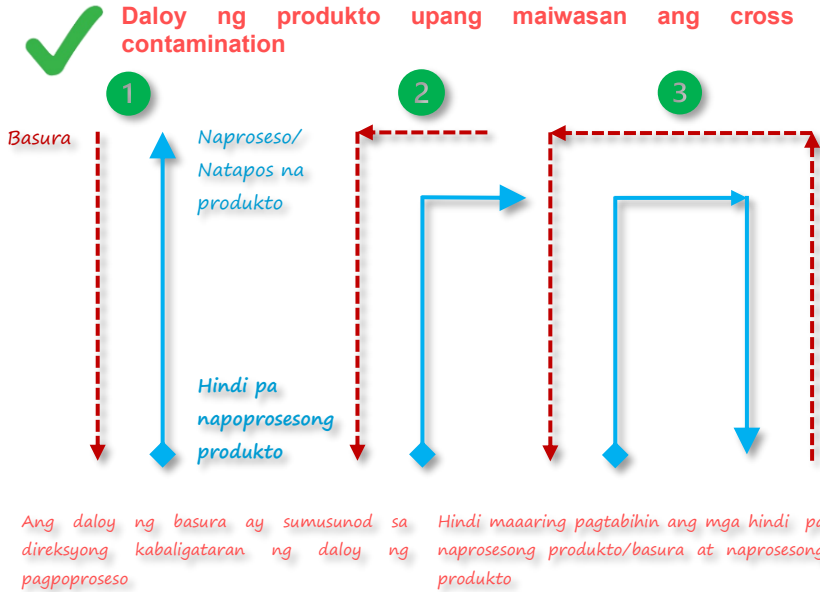 Daloy ng produkto upang maiwasan ang cross
contamination
1
2
3
Basura
Naproseso/
Natapos na
produkto
Hindi pa
napoprosesong
produkto
Ang daloy ng basura ay sumusunod sa
direksyong kabaligataran ng daloy ng
pagpoproseso
Hindi maaaring pagtabihin ang mga hindi pa
naprosesong produkto/basura at naprosesong
produkto